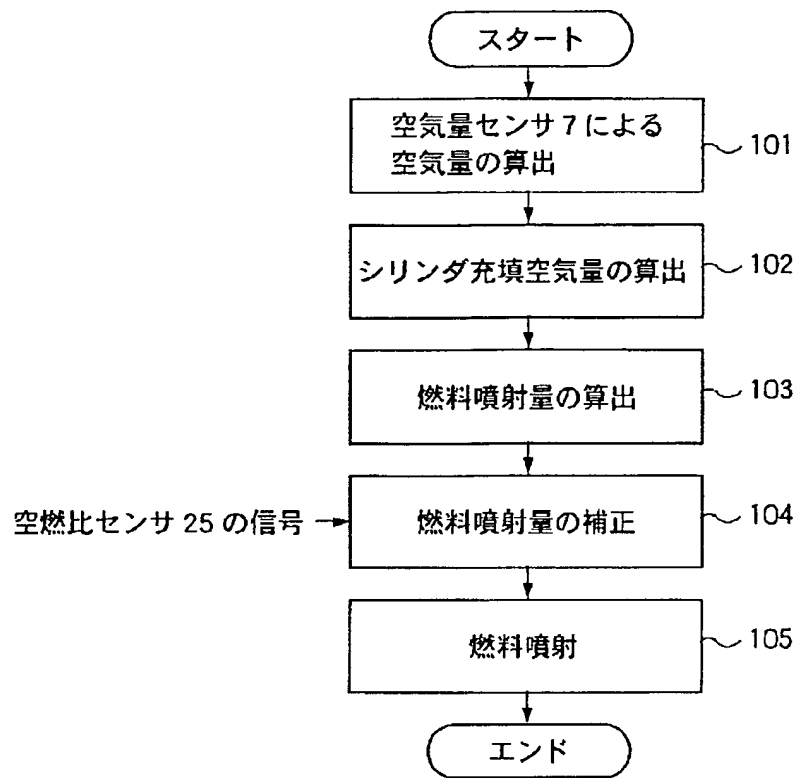 スタート
空気量センサ7による
空気量の算出
101
シリンダ充填空気量の算出
102
燃料噴射量の算出
103
空燃比センサ 25 の信号
燃料噴射量の補正
104
燃料噴射
105
エンド